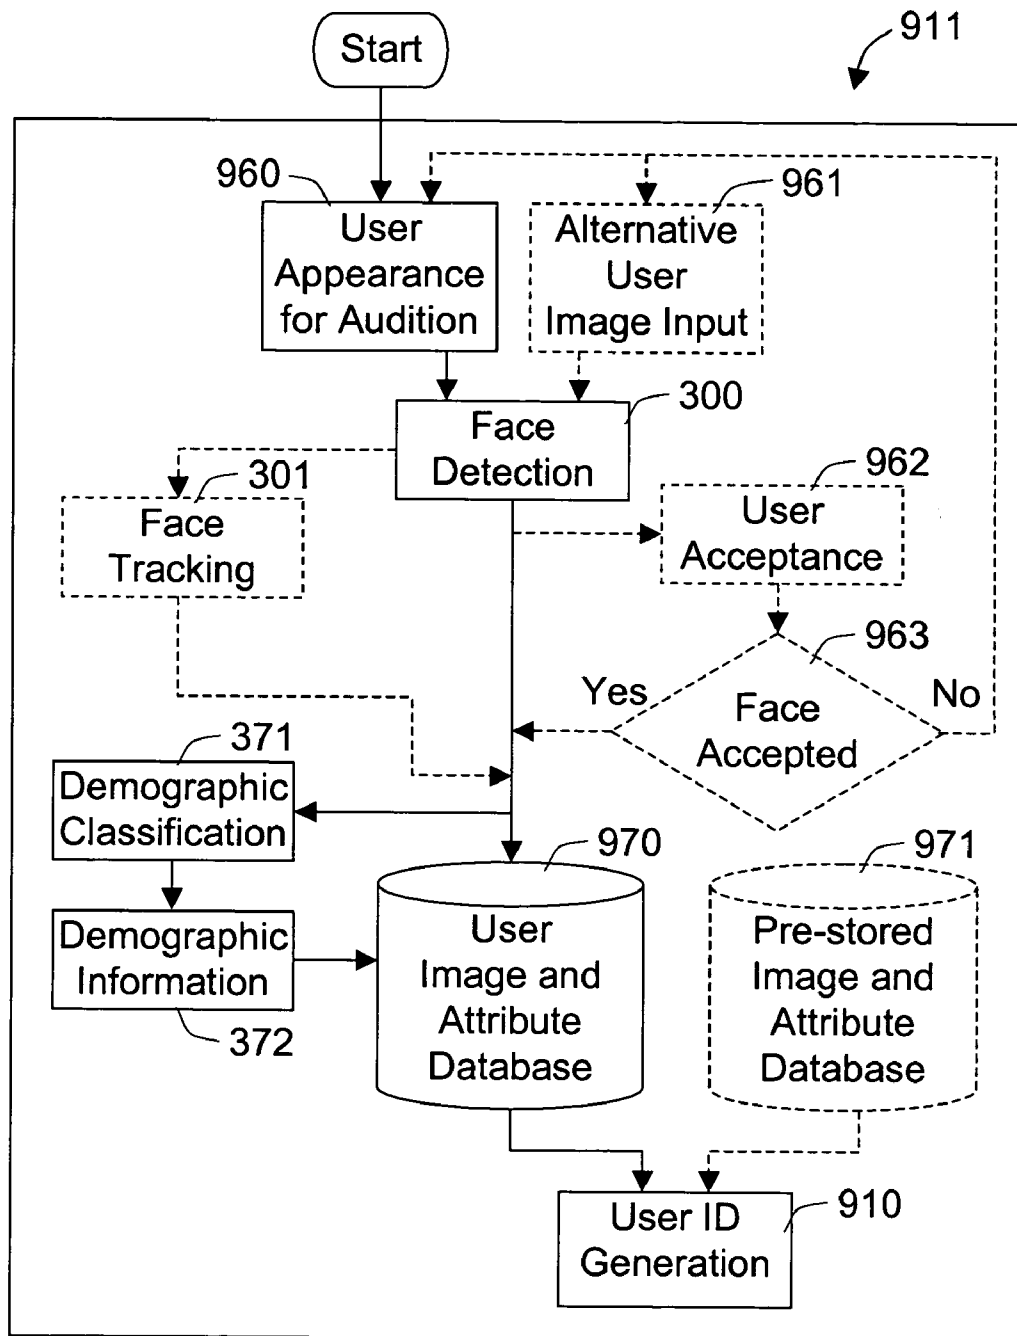 911
Start
960
User
Appearance
for Audition
961
Alternative
User
Image Input
300
Face
Detection
301
Face
Tracking
962
User
Acceptance
963
Yes
Face
Accepted
No
371
Demographic
Classification
970
User
Image and
Attribute
Database
971
Pre-stored
Image and
Attribute
Database
Demographic
Information
372
910
User ID
Generation